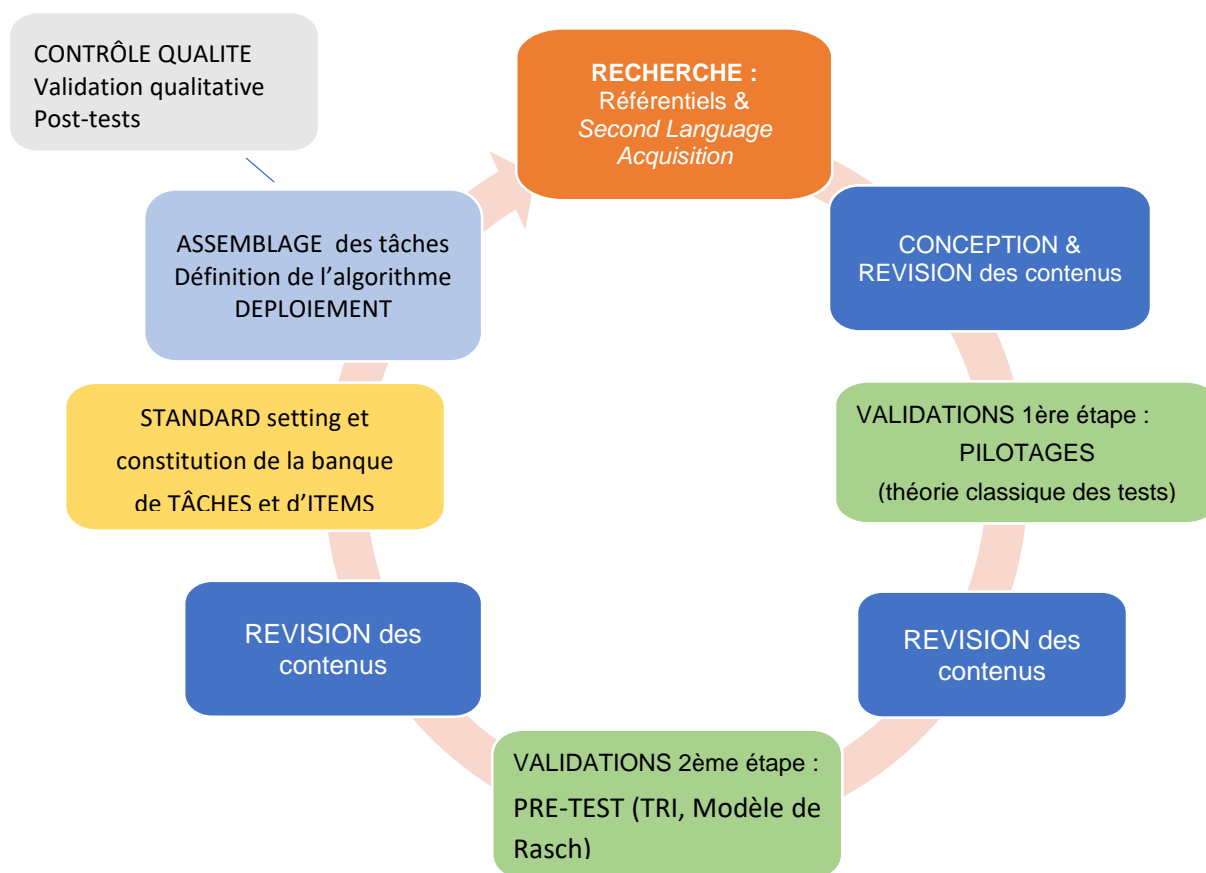 CONTRÔLE QUALITE
Validation qualitative
Post-tests
RECHERCHE :
Référentiels &
Second Language
Acquisition
CONCEPTION &
REVISION des contenus
VALIDATIONS 1ère étape :
PILOTAGES
(théorie classique des tests)
REVISION des
contenus
VALIDATIONS 2ème étape :
PRE-TEST (TRI, Modèle de
Rasch)
REVISION des
contenus
STANDARD setting et
constitution de la banque
de TÂCHES et d’ITEMS
ASSEMBLAGE des tâches
Définition de l’algorithme
DEPLOIEMENT